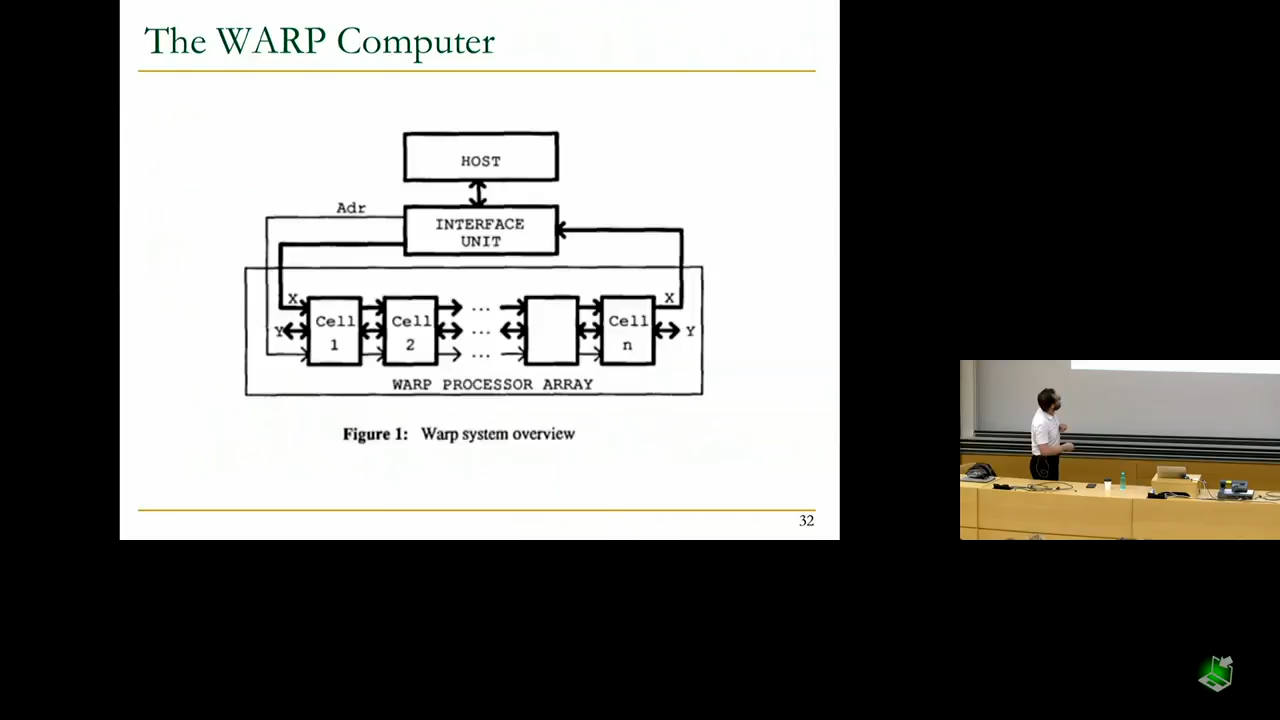 The WARP Computer
HOST
Adr
INTERFACE
UNIT
X
X
Cell
1
Cell
2
...
Cell
n
Y
...
Y
...
WARP PROCESSOR ARRAY
Figure 1: Warp system overview
32